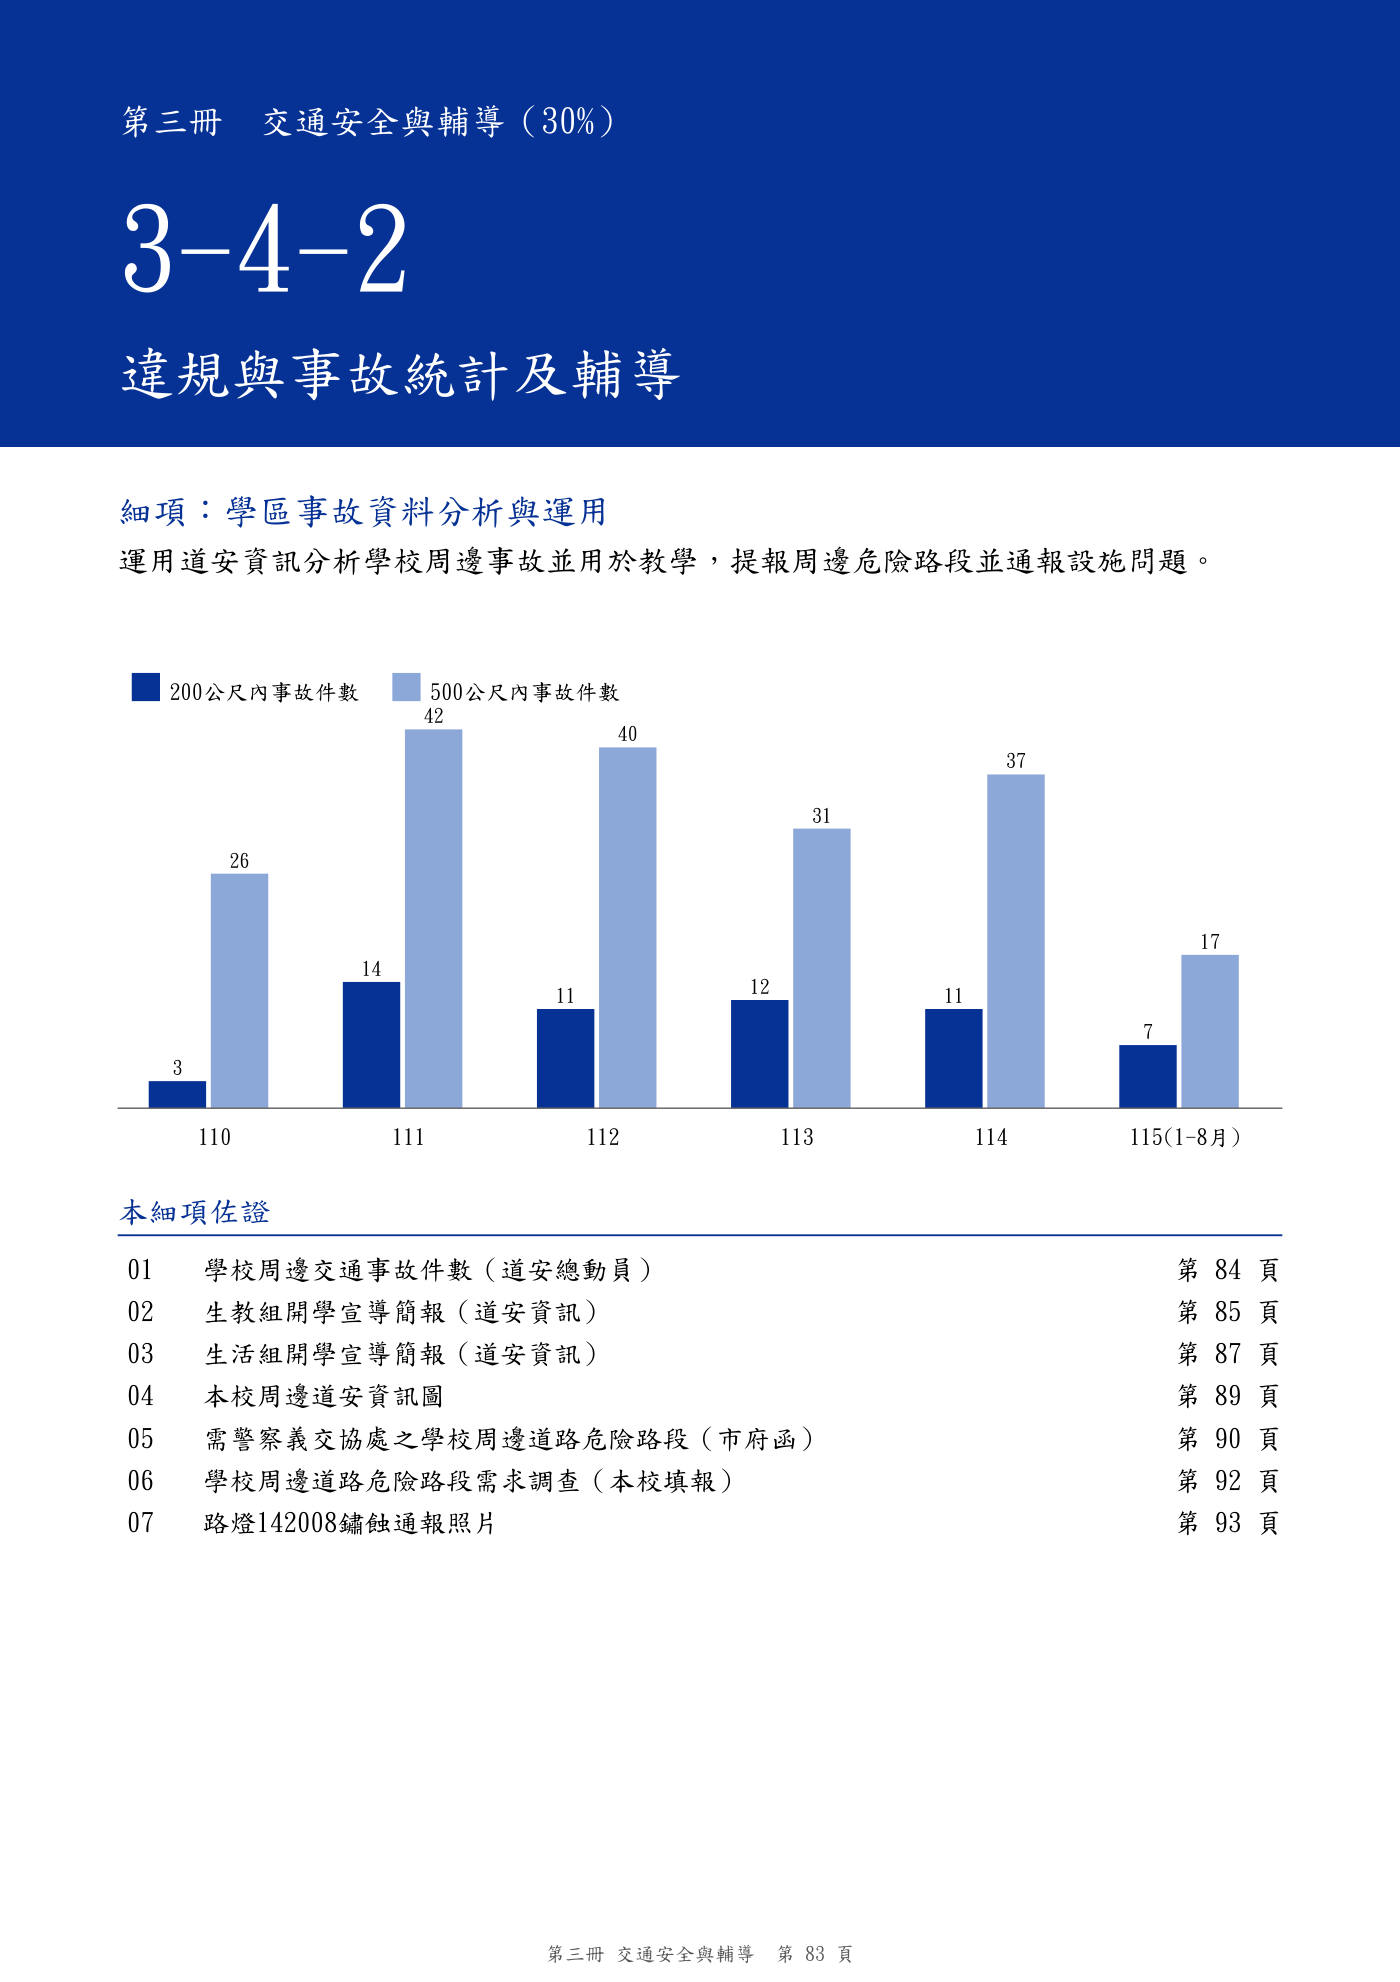 第三冊　交通安全與輔導（30%）
3-4-2
違規與事故統計及輔導
細項：學區事故資料分析與運用
運用道安資訊分析學校周邊事故並用於教學，提報周邊危險路段並通報設施問題。
200公尺內事故件數　500公尺內事故件數
3 26 14 42 11 40 12 31 11 37 7 17
110 111 112 113 114 115(1-8月)
本細項佐證
01 學校周邊交通事故件數（道安總動員） 第 84 頁
02 生教組開學宣導簡報（道安資訊） 第 85 頁
03 生活組開學宣導簡報（道安資訊） 第 87 頁
04 本校周邊道安資訊圖 第 89 頁
05 需警察義交協處之學校周邊道路危險路段（市府函） 第 90 頁
06 學校周邊道路危險路段需求調查（本校填報） 第 92 頁
07 路燈142008鏽蝕通報照片 第 93 頁
第三冊 交通安全與輔導　第 83 頁